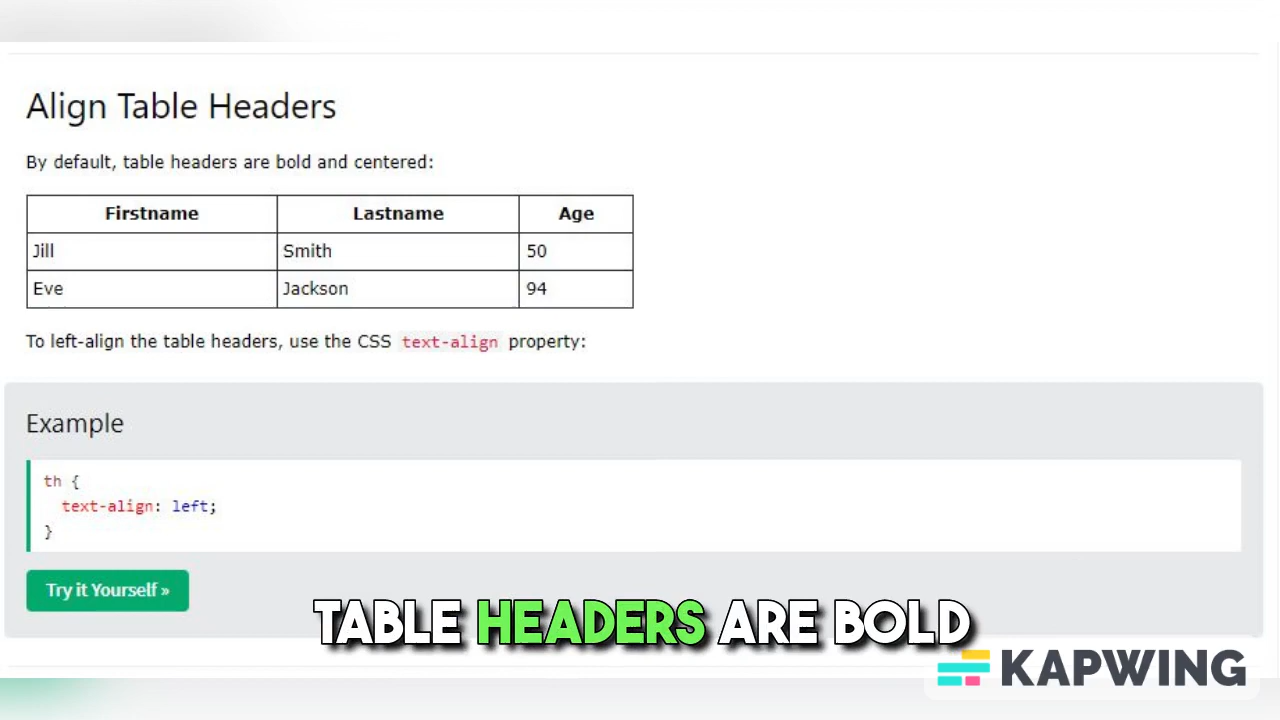 Align Table Headers
By default, table headers are bold and centered:
Firstname Lastname Age
Jill Smith 50
Eve Jackson 94
To left-align the table headers, use the CSS text-align property:
Example
th {
text-align: left;
}
Try it Yourself »
TABLE HEADERS ARE BOLD
KAPWING